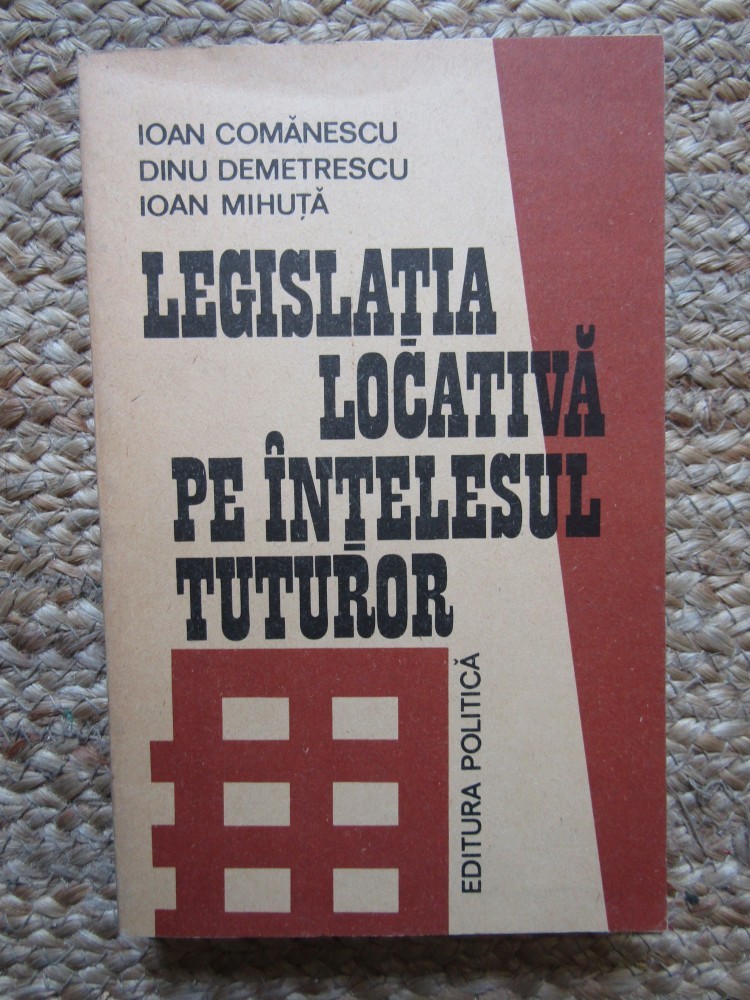 IOAN COMĂNESCU
DINU DEMETRESCU
IOAN MIHUȚĂ
LEGISLAȚIA
LOCATIVĂ
PE ÎNȚELESUL
TUTUROR
EDITURA POLITICĂ